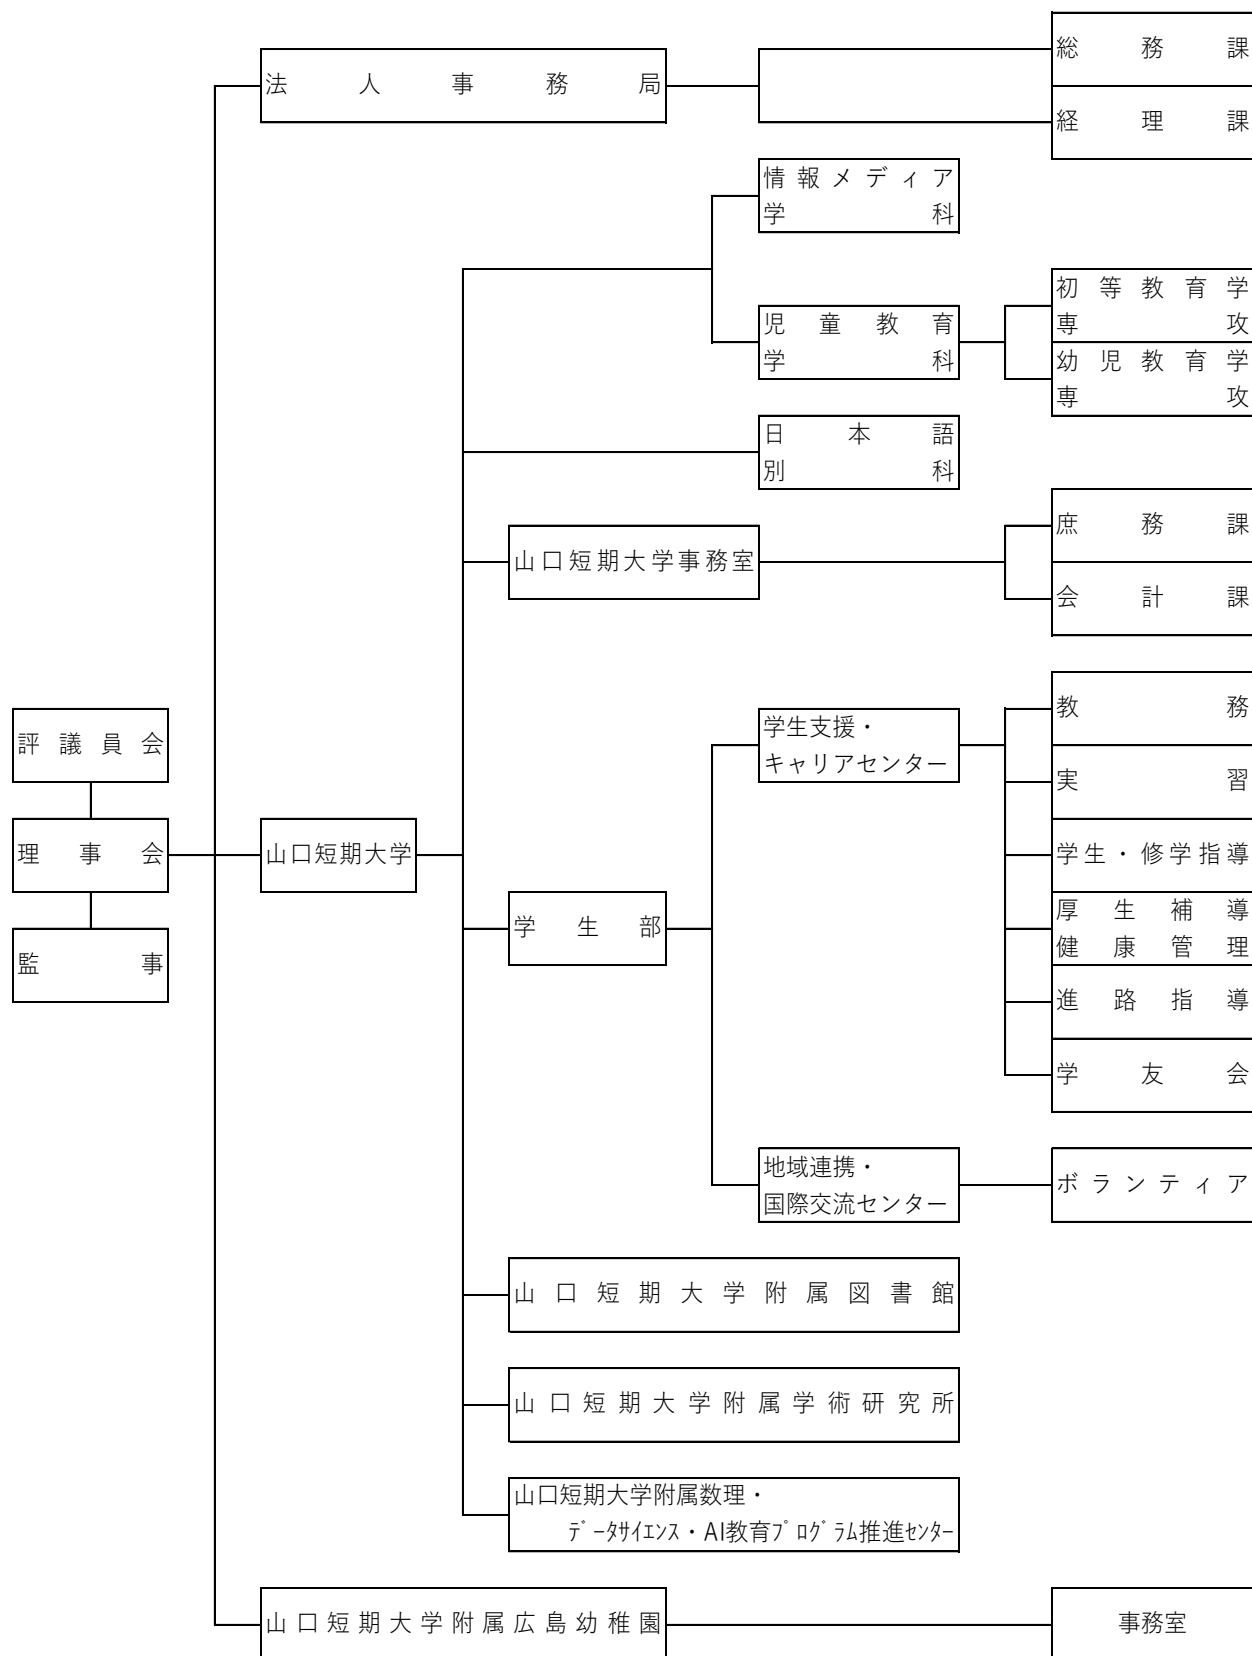 総務課
法人事務局
経理課
情報メディア
学科
初等教育学
専攻
児童教育
学科
幼児教育学
専攻
日本語
別科
庶務課
山口短期大学事務室
会計課
教務
評議員会
学生支援・
キャリアセンター
実習
理事会
山口短期大学
学生・修学指導
学生部
厚生補導
健康管理
監事
進路指導
学友会
地域連携・
国際交流センター
ボランティア
山口短期大学附属図書館
山口短期大学附属学術研究所
山口短期大学附属数理・
ﾃﾞｰﾀｻｲｴﾝｽ・AI教育ﾌﾟﾛｸﾞﾗﾑ推進ｾﾝﾀｰ
山口短期大学附属広島幼稚園
事務室